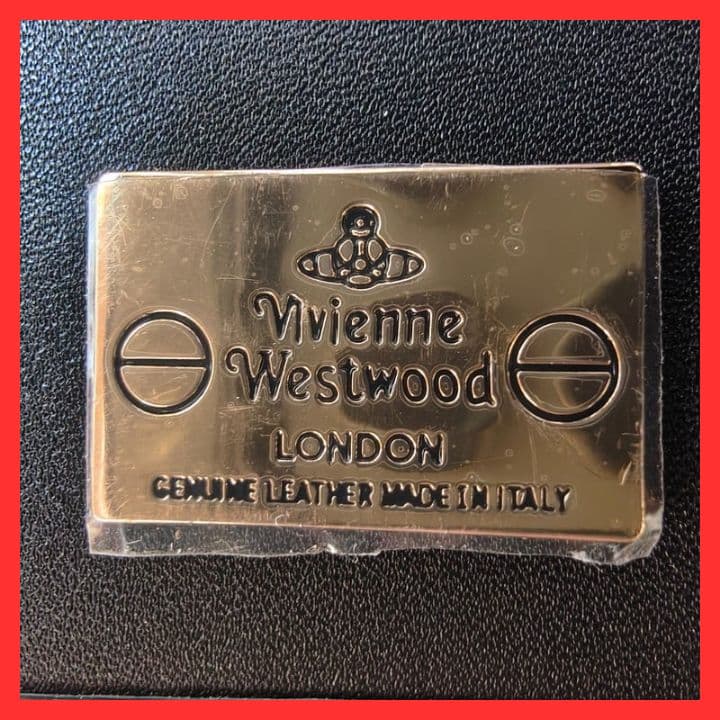 Vivienne
Westwood
LONDON
GENUINE LEATHER MADE IN ITALY